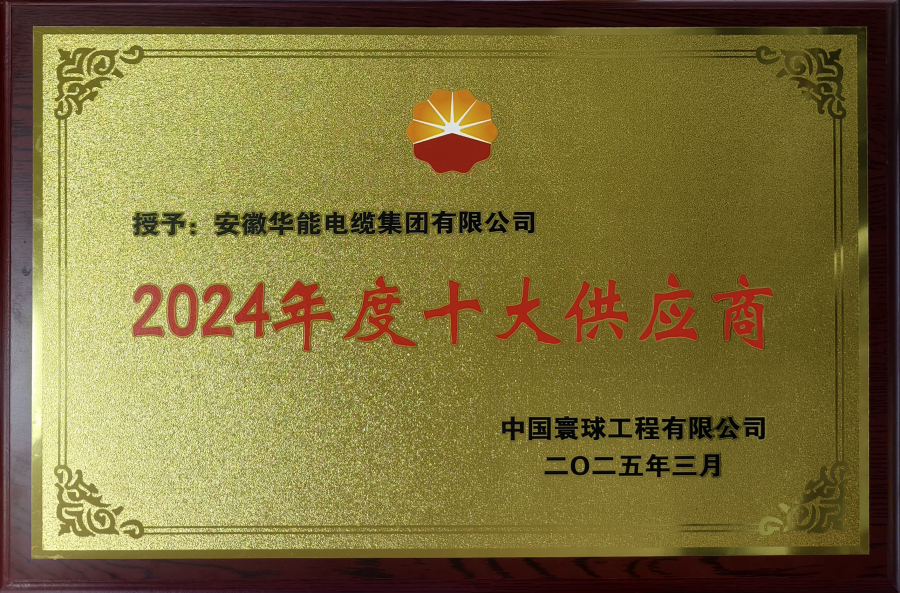 授予：安徽华能电缆集团有限公司
2024年度十大供应商
中国寰球工程有限公司
二〇二五年三月